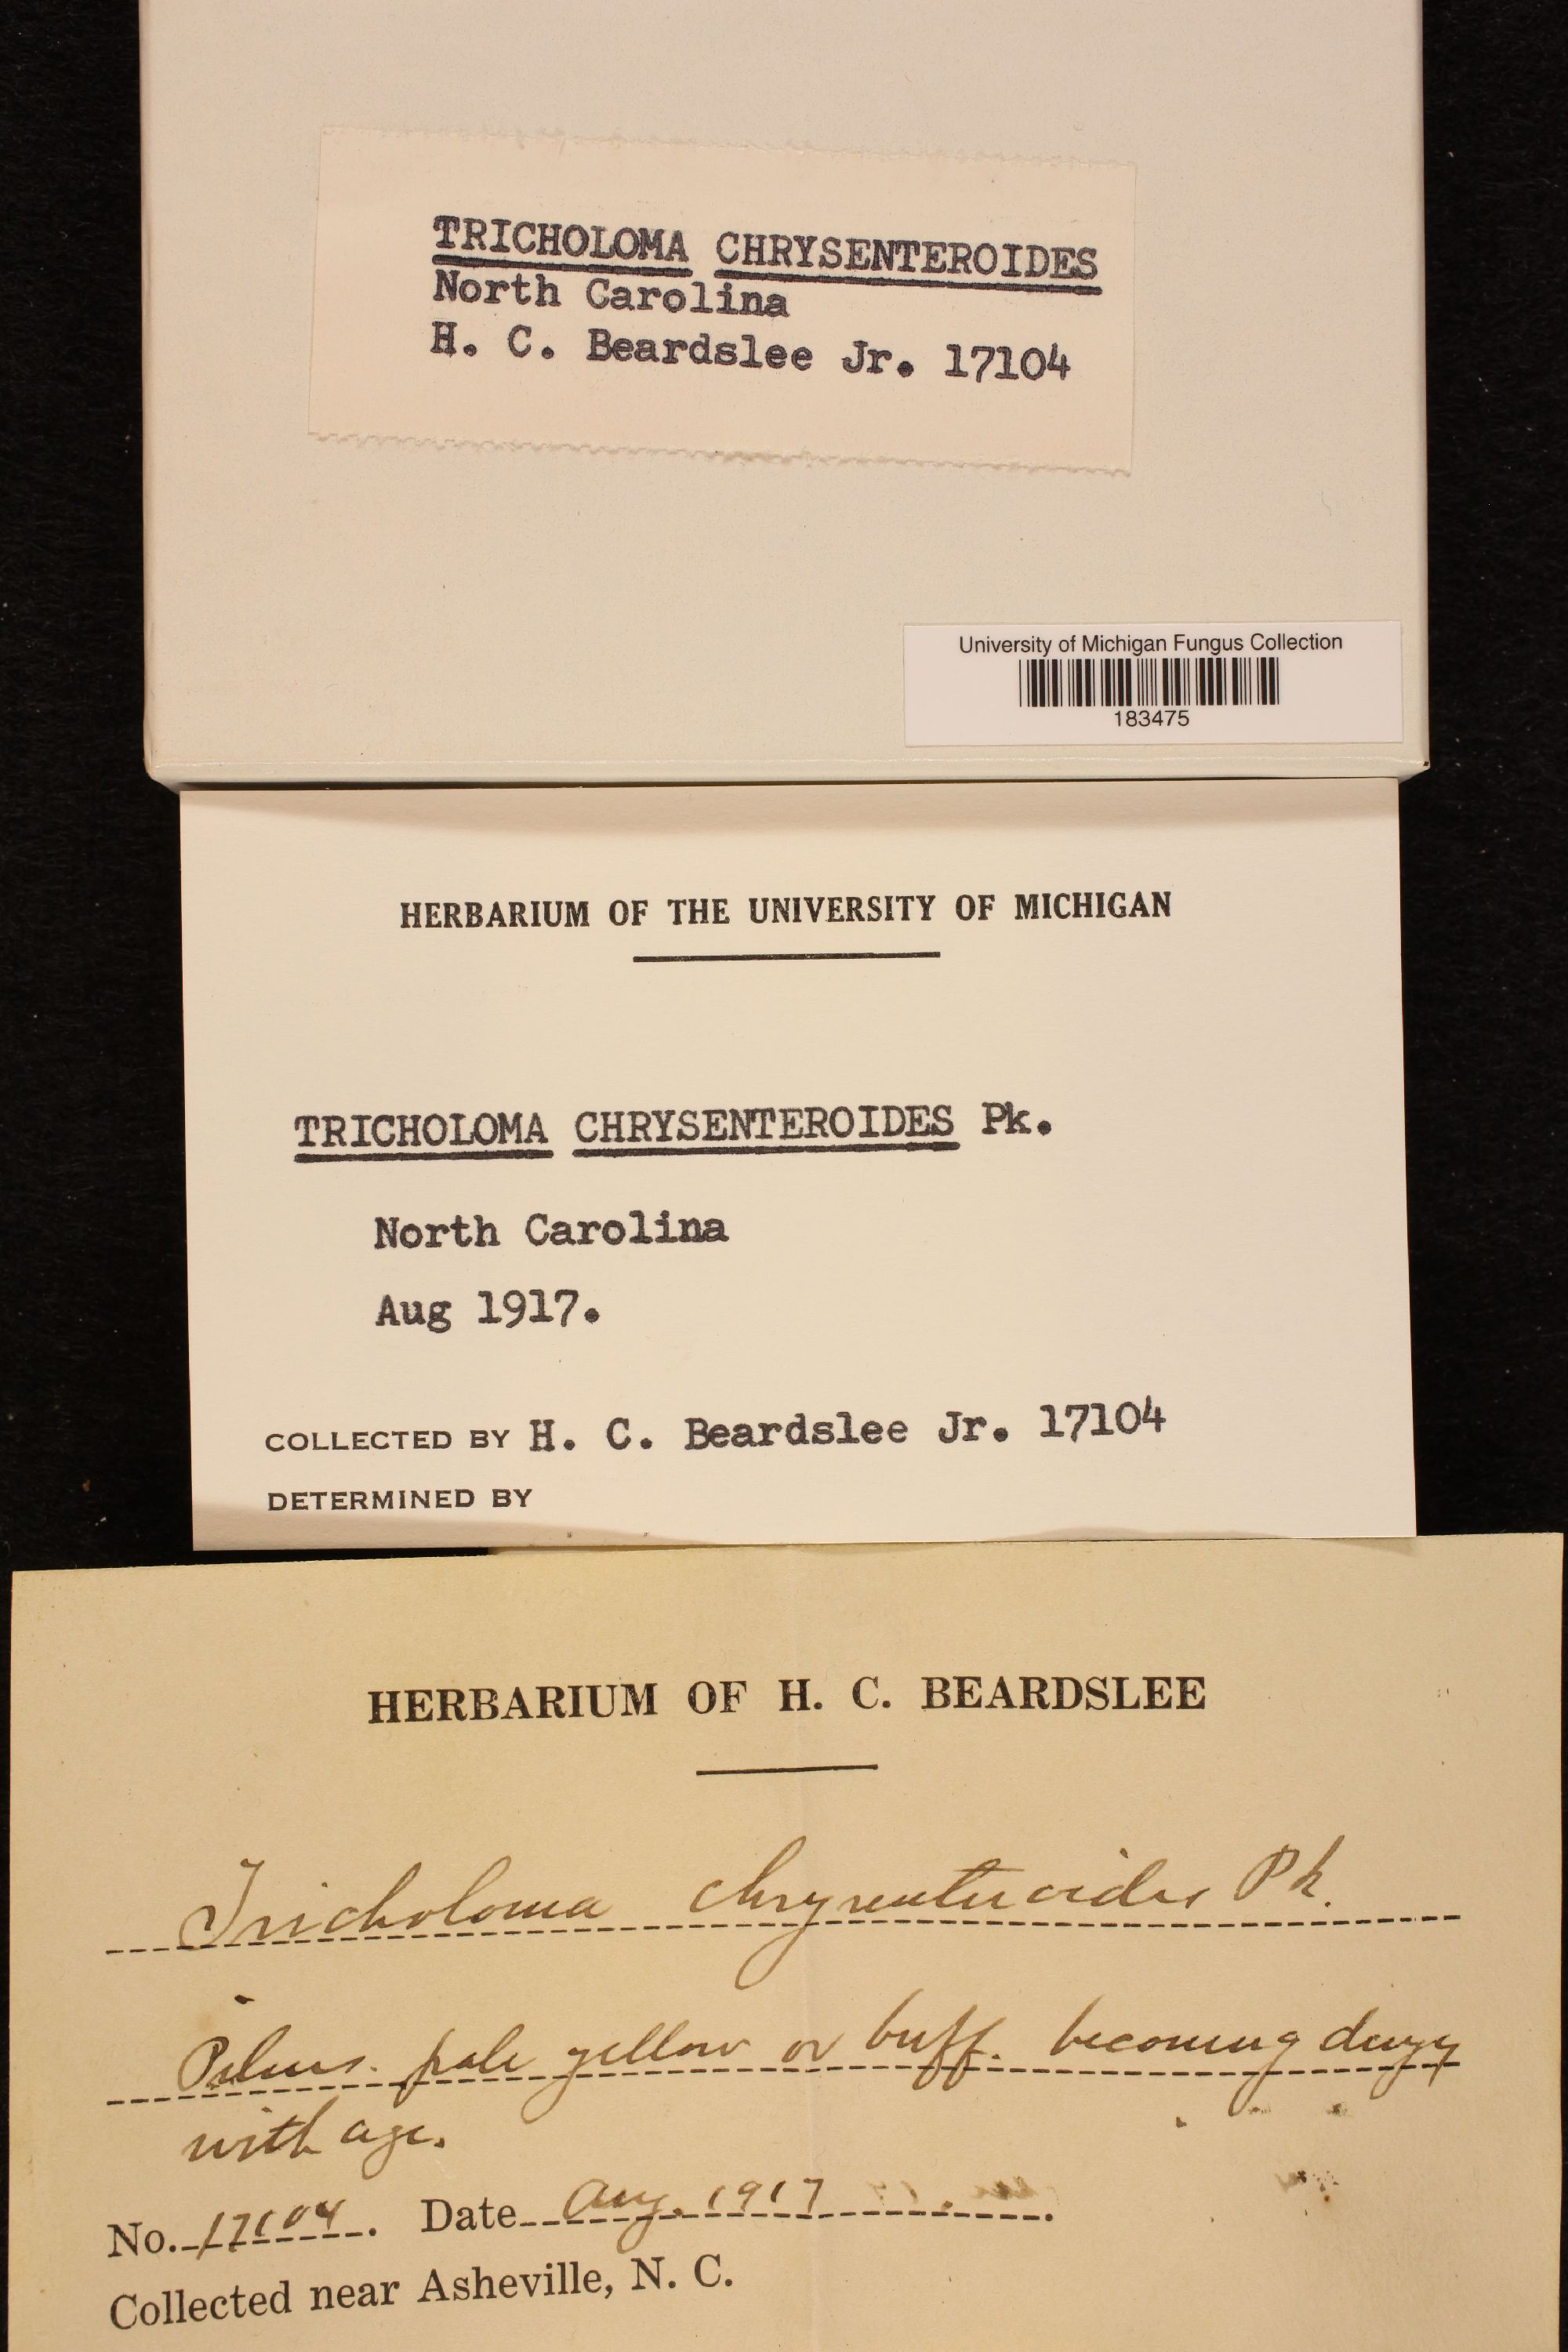 TRICHOLOMA CHRYSENTEROIDES
North Carolina
H. C. Beardslee Jr. 17104
University of Michigan Fungus Collection
183475
HERBARIUM OF THE UNIVERSITY OF MICHIGAN
TRICHOLOMA CHRYSENTEROIDES Pk.
North Carolina
Aug 1917.
COLLECTED BY H. C. Beardslee Jr. 17104
DETERMINED BY
HERBARIUM OF H. C. BEARDSLEE
Tricholoma chrysenteroides Pk.
Pileus. pale yellow or buff. becoming dingy
with age.
No. 17104. Date Aug. 1917.
Collected near Asheville, N. C.